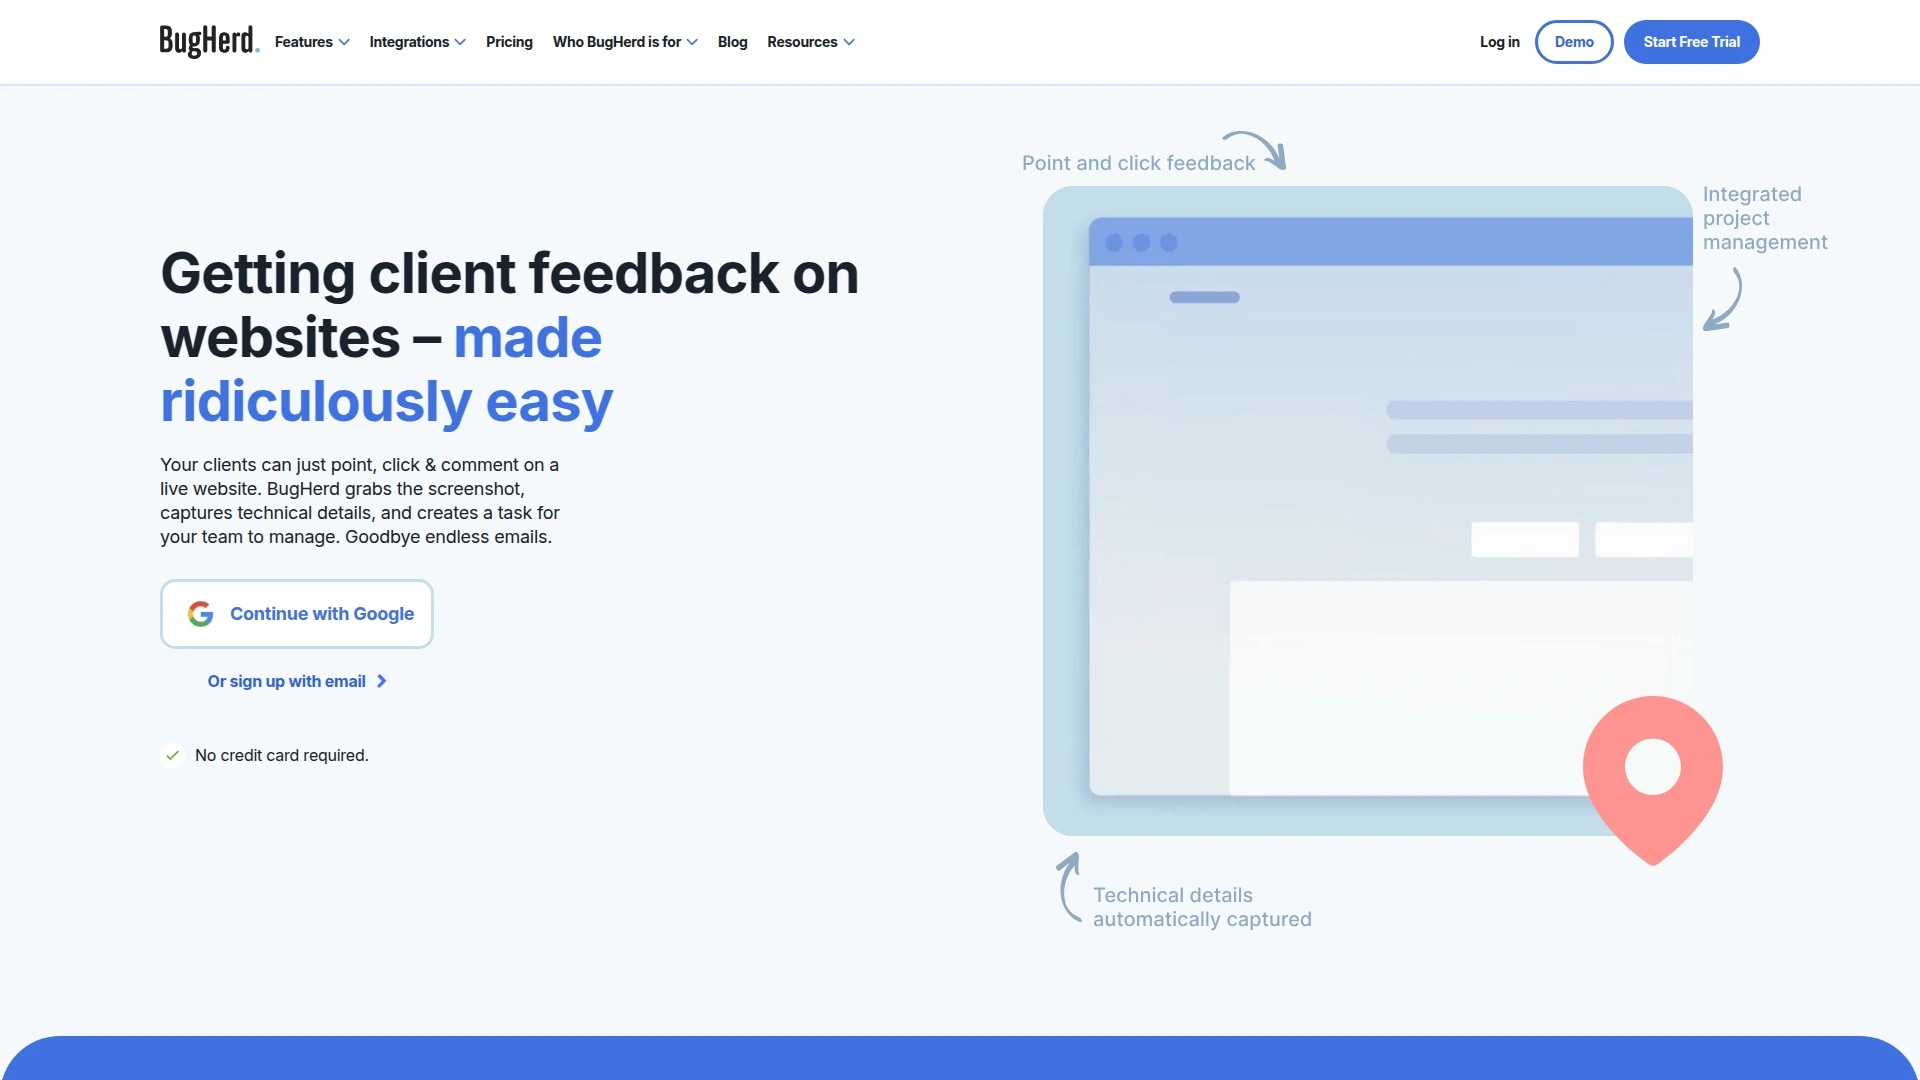 BugHerd.
Features
Integrations
Pricing
Who BugHerd is for
Blog
Resources
Log in
Demo
Start Free Trial
Getting client feedback on
websites – made
ridiculously easy
Your clients can just point, click & comment on a
live website. BugHerd grabs the screenshot,
captures technical details, and creates a task for
your team to manage. Goodbye endless emails.
Continue with Google
Or sign up with email
No credit card required.
Point and click feedback
Integrated
project
management
Technical details
automatically captured